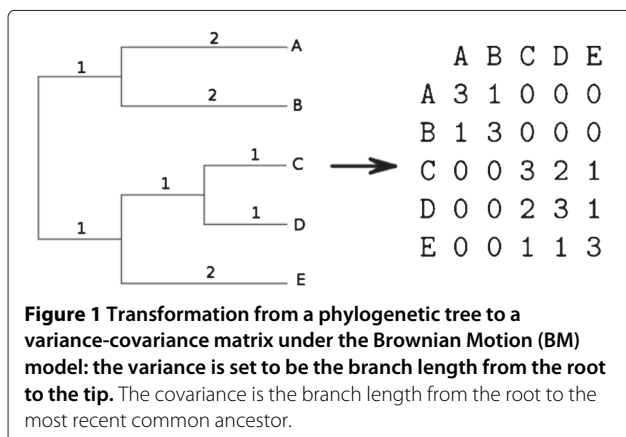 2
A
1
2
B
1
C
1
1
D
1
2
E
A B C D E
A 3 1 0 0 0
B 1 3 0 0 0
C 0 0 3 2 1
D 0 0 2 3 1
E 0 0 1 1 3
Figure 1 Transformation from a phylogenetic tree to a
variance-covariance matrix under the Brownian Motion (BM)
model: the variance is set to be the branch length from the root
to the tip. The covariance is the branch length from the root to the
most recent common ancestor.